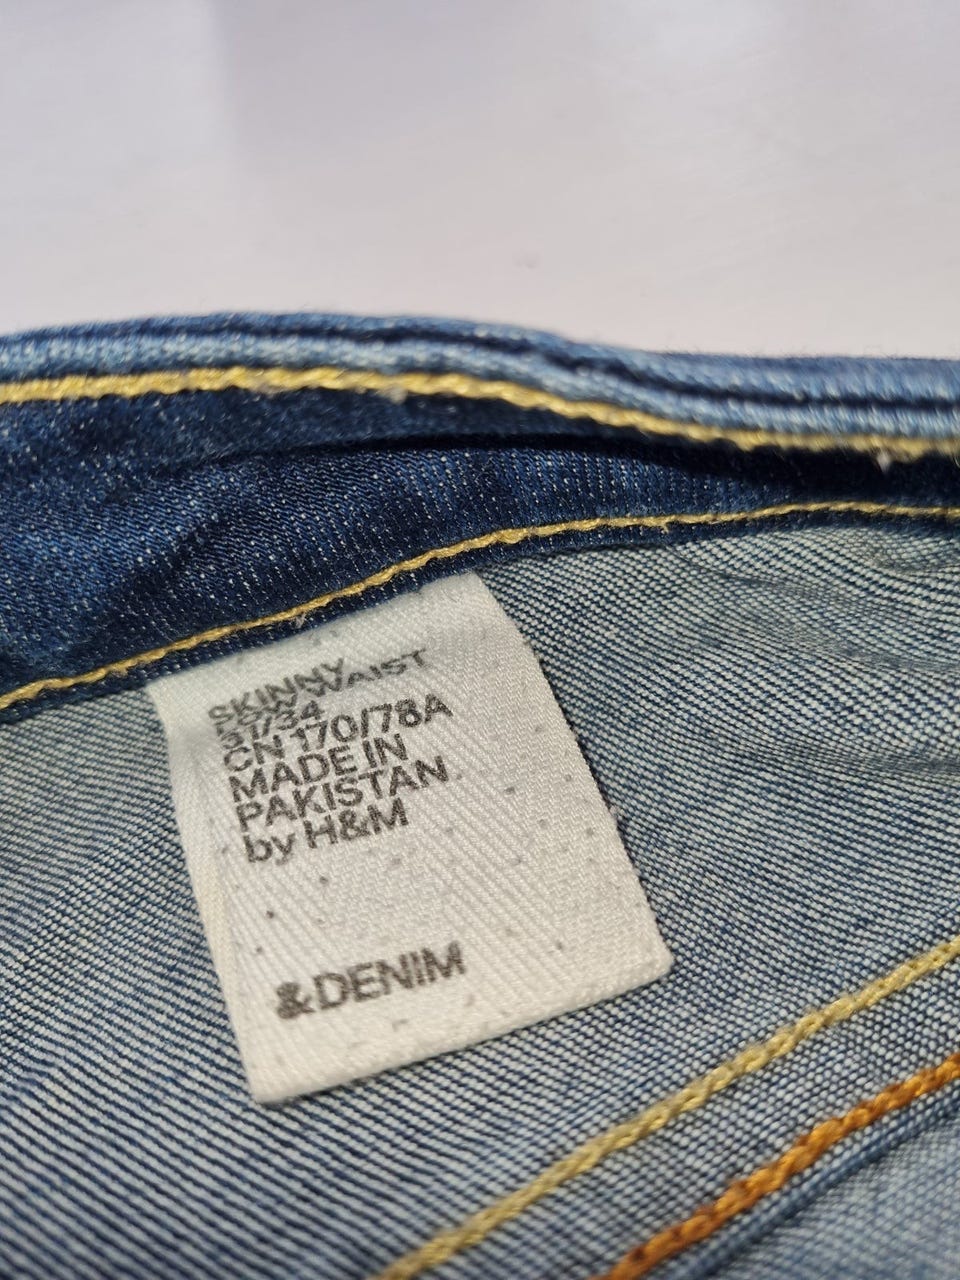 SKINNY
LOW WAIST
31/34
CN 170/78A
MADE IN
PAKISTAN
by H&M
&DENIM